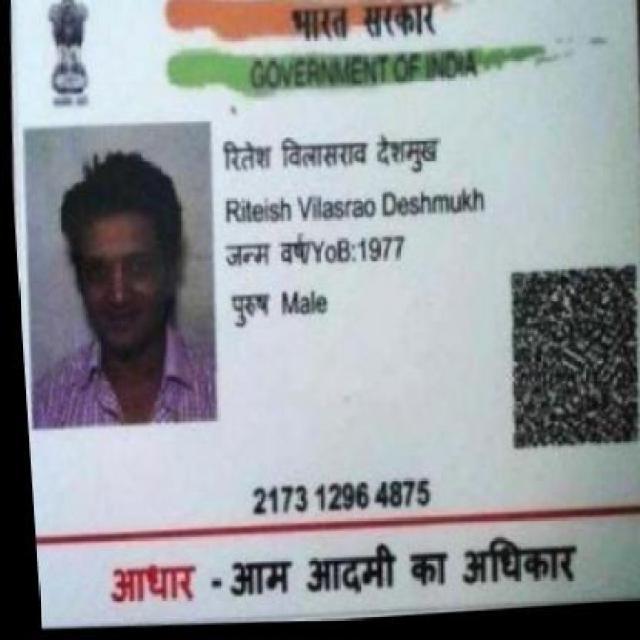 भारत सरकार
GOVERNMENT OF INDIA
रितेश विलासराव देशमुख
Riteish Vilasrao Deshmukh
जन्म वर्ष/YoB:1977
पुरुष Male
2173 1296 4875
आधार - आम आदमी का अधिकार